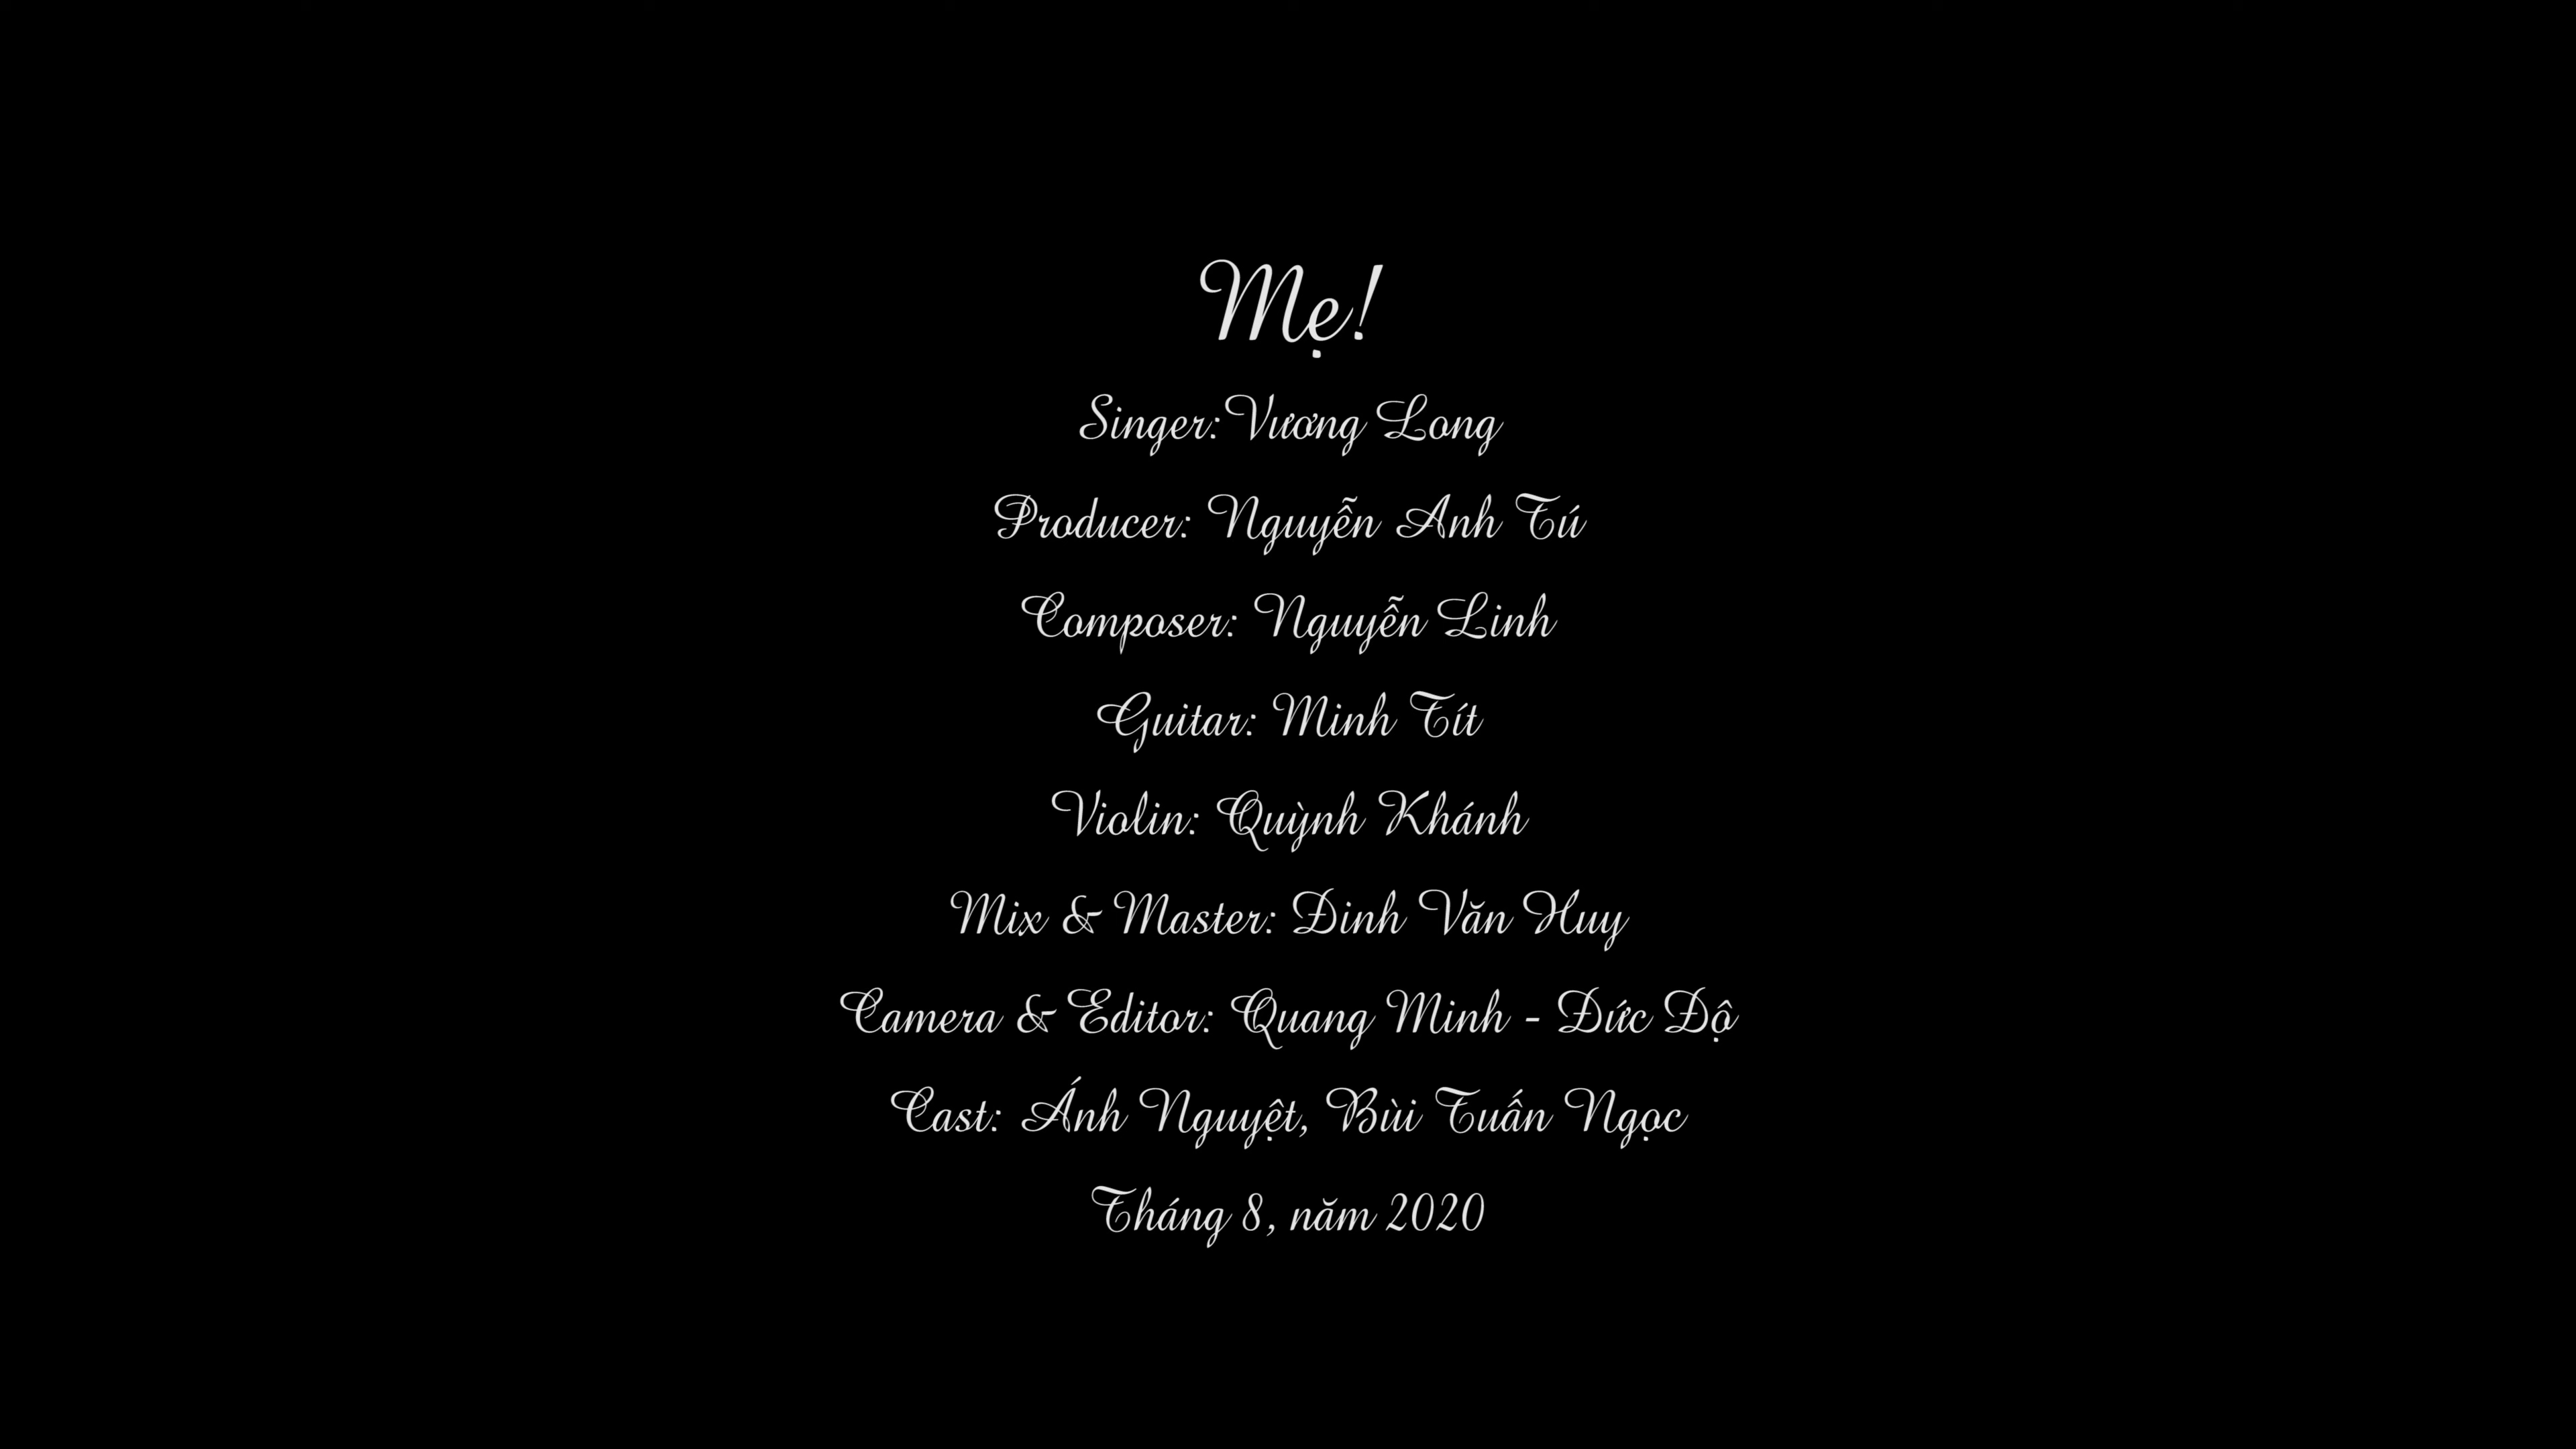 Mẹ!
Singer:Vương Long
Producer: Nguyễn Anh Tú
Composer: Nguyễn Linh
Guitar: Minh Tít
Violin: Quỳnh Khánh
Mix & Master: Đinh Văn Huy
Camera & Editor: Quang Minh - Đức Độ
Cast: Ánh Nguyệt, Bùi Tuấn Ngọc
Tháng 8, năm 2020